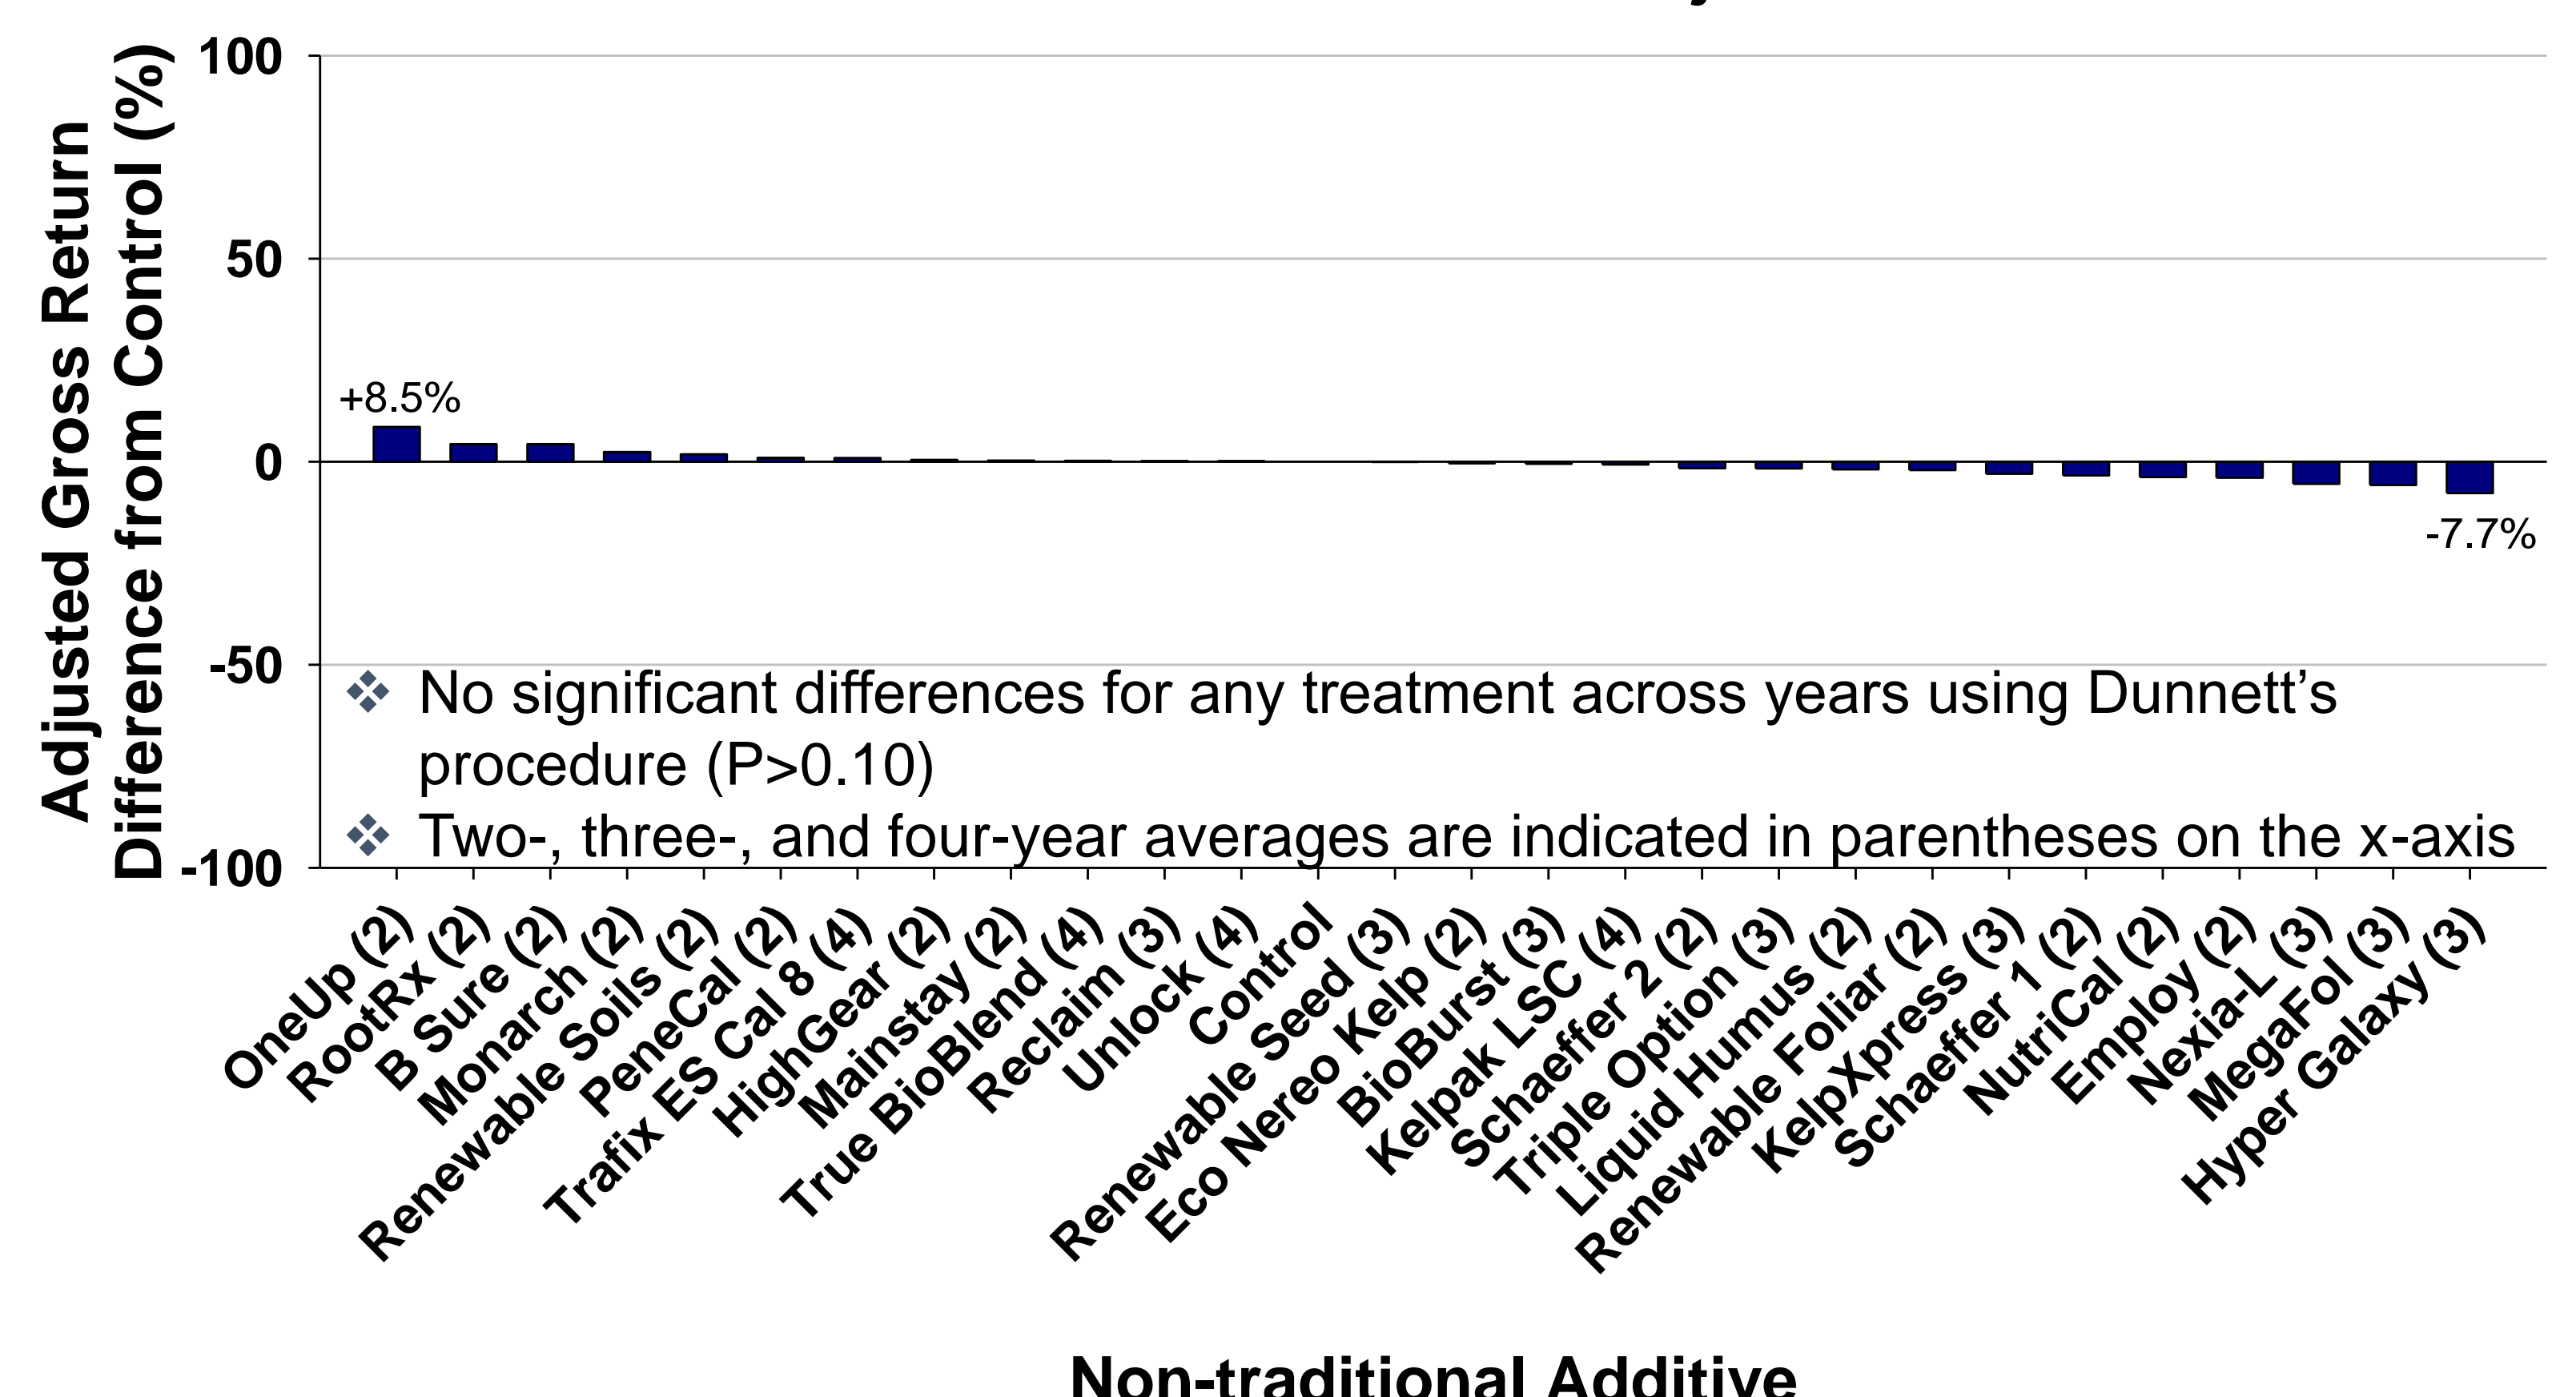 Adjusted Gross Return
Difference from Control (%)
100
50
0
-50
-100
+8.5%
-7.7%
No significant differences for any treatment across years using Dunnett’s
procedure (P>0.10)
Two-, three-, and four-year averages are indicated in parentheses on the x-axis
OneUp (2)
RootRx (2)
B Sure (2)
Monarch (2)
Renewable Soils (2)
PeneCal (2)
Trafix ES Cal 8 (4)
HighGear (2)
Mainstay (2)
True BioBlend (4)
Reclaim (3)
Unlock (4)
Control
Renewable Seed (3)
Eco Nereo Kelp (2)
BioBurst (3)
Kelpak LSC (4)
Schaeffer 2 (2)
Triple Option (3)
Liquid Humus (2)
Renewable Foliar (2)
KelpXpress (3)
Schaeffer 1 (2)
NutriCal (2)
Employ (2)
Nexia-L (3)
MegaFol (3)
Hyper Galaxy (3)
Non-traditional Additive